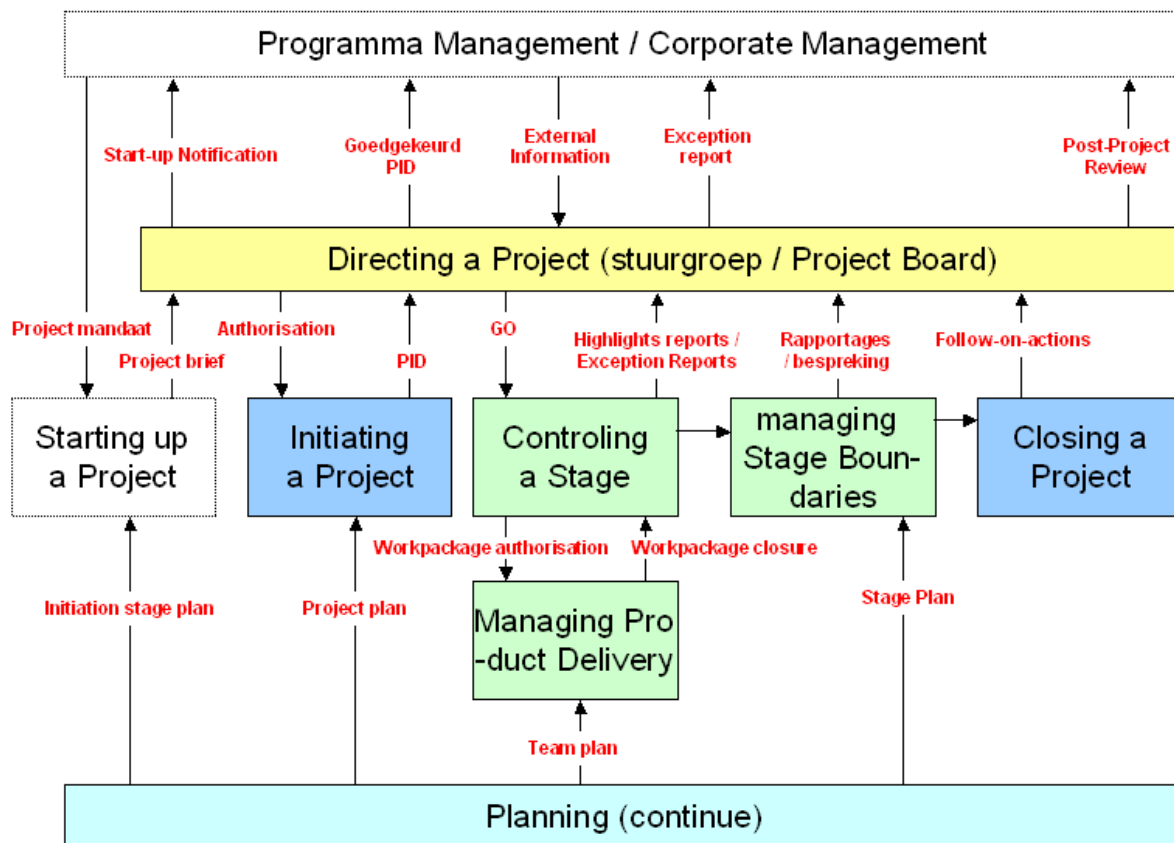 Programma Management / Corporate Management
Start-up Notification
Goedgekeurd
PID
External
Information
Exception
report
Post-Project
Review
Directing a Project (stuurgroep / Project Board)
Project mandaat
Project brief
Authorisation
PID
GO
Highlights reports /
Exception Reports
Rapportages
/ bespreking
Follow-on-actions
Starting up
a Project
Initiating
a Project
Controling
a Stage
managing
Stage Boun-
daries
Closing a
Project
Workpackage authorisation
Workpackage closure
Initiation stage plan
Project plan
Managing Pro
-duct Delivery
Stage Plan
Team plan
Planning (continue)